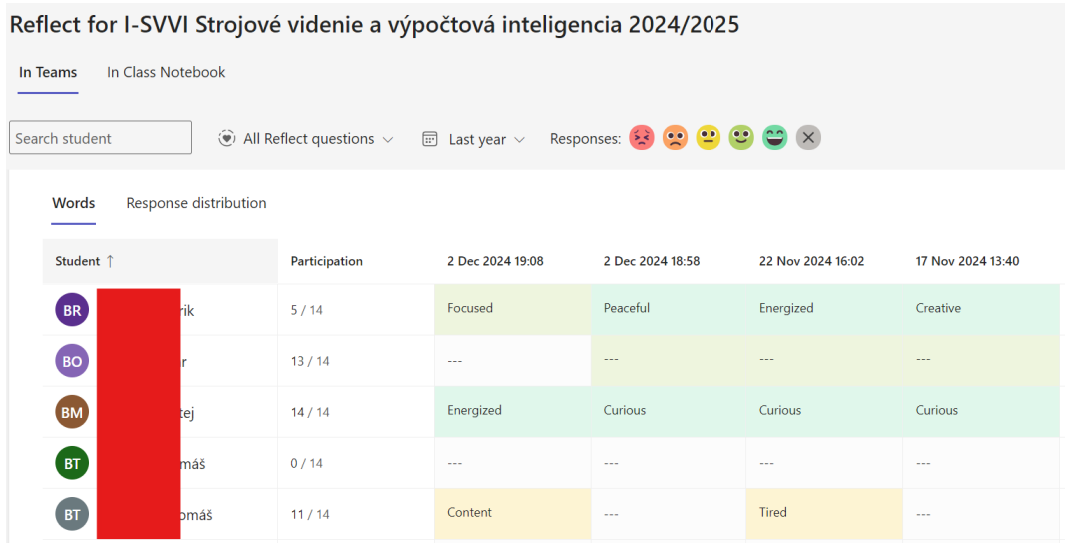 Reflect for I-SVVI Strojové videnie a výpočtová inteligencia 2024/2025
In Teams In Class Notebook
Search student All Reflect questions Last year Responses:
Words Response distribution
Student ↑ Participation 2 Dec 2024 19:08 2 Dec 2024 18:58 22 Nov 2024 16:02 17 Nov 2024 13:40
BR rik 5 / 14 Focused Peaceful Energized Creative
BO r 13 / 14 --- --- --- ---
BM tej 14 / 14 Energized Curious Curious Curious
BT máš 0 / 14 --- --- --- ---
BT omáš 11 / 14 Content --- Tired ---